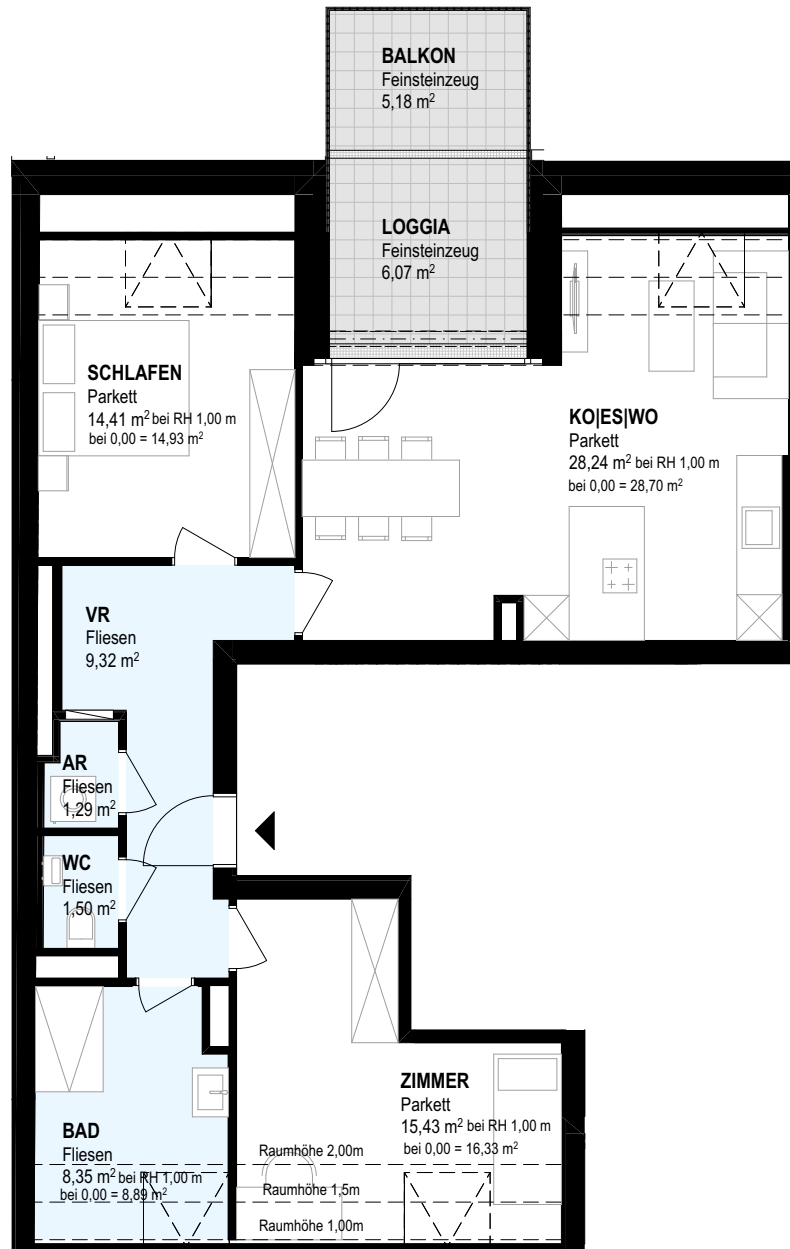 BALKON
Feinsteinzeug
5,18 m²
LOGGIA
Feinsteinzeug
6,07 m²
SCHLAFEN
Parkett
14,41 m² bei RH 1,00 m
bei 0,00 = 14,93 m²
KO|ES|WO
Parkett
28,24 m² bei RH 1,00 m
bei 0,00 = 28,70 m²
VR
Fliesen
9,32 m²
AR
Fliesen
1,29 m²
WC
Fliesen
1,50 m²
ZIMMER
Parkett
15,43 m² bei RH 1,00 m
bei 0,00 = 16,33 m²
BAD
Fliesen
8,35 m² bei RH 1,00 m
bei 0,00 = 8,89 m²
Raumhöhe 2,00m
Raumhöhe 1,5m
Raumhöhe 1,00m